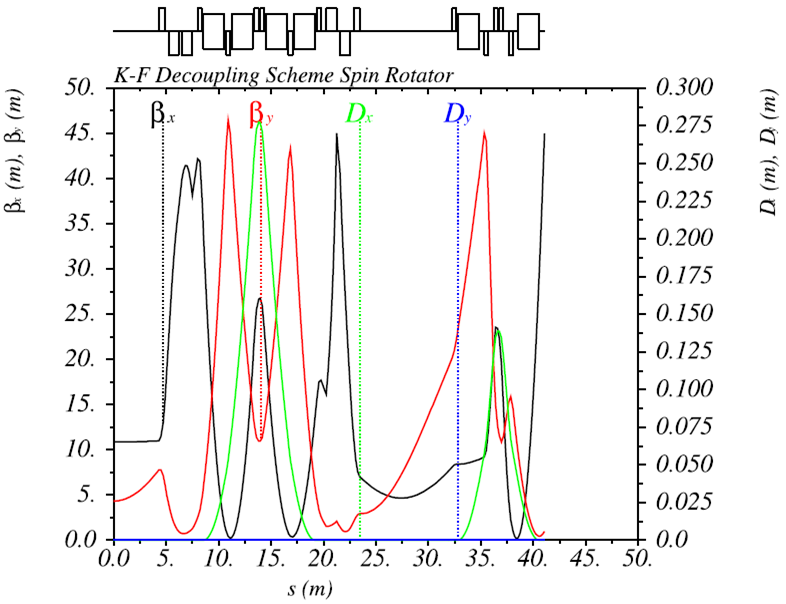 K-F Decoupling Scheme Spin Rotator
βx (m), βy (m)
50.
45.
40.
35.
30.
25.
20.
15.
10.
5.
0.0
βx
βy
Dx
Dy
0.300
0.275
0.250
0.225
0.200
0.175
0.150
0.125
0.100
0.075
0.050
0.025
0.0
Dx (m), Dy (m)
0.0 5. 10. 15. 20. 25. 30. 35. 40. 45. 50.
s (m)